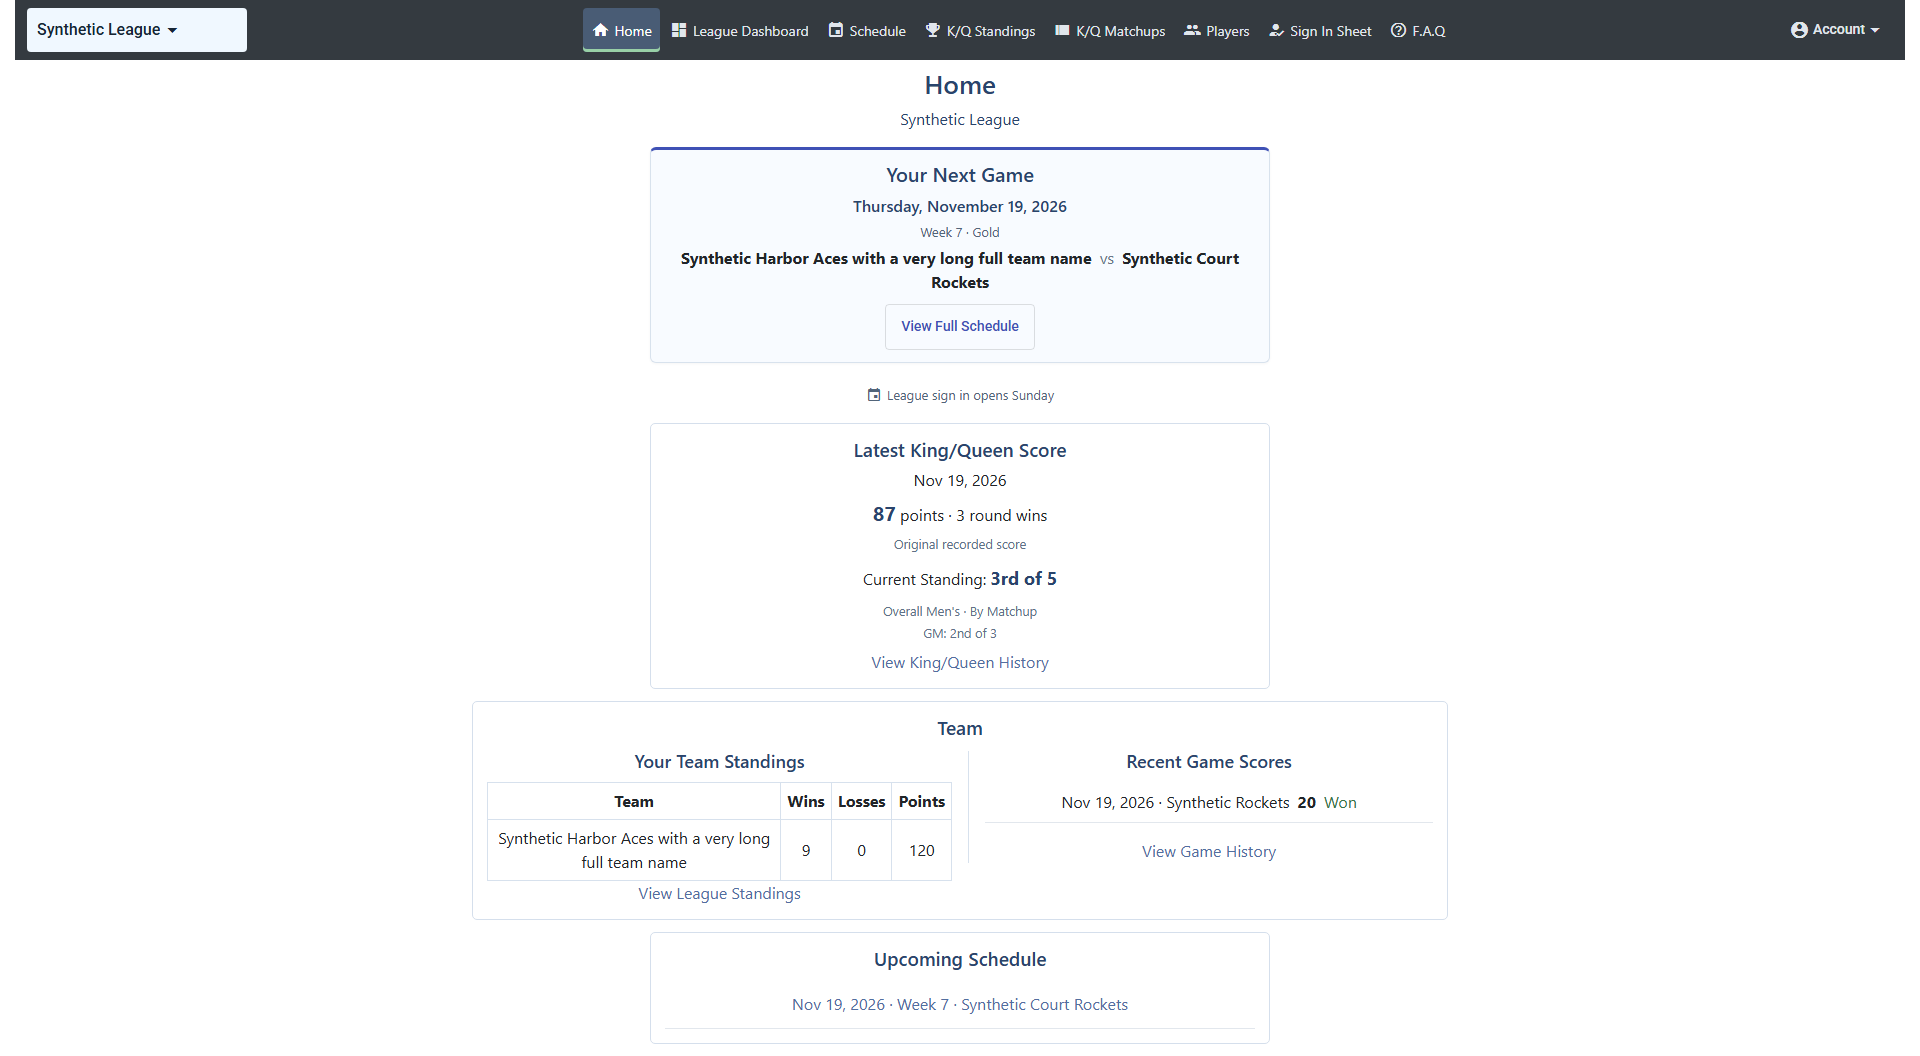 Synthetic League
Home
League Dashboard
Schedule
K/Q Standings
K/Q Matchups
Players
Sign In Sheet
F.A.Q
Account
Home
Synthetic League
Your Next Game
Thursday, November 19, 2026
Week 7 · Gold
Synthetic Harbor Aces with a very long full team name vs Synthetic Court
Rockets
View Full Schedule
League sign in opens Sunday
Latest King/Queen Score
Nov 19, 2026
87 points · 3 round wins
Original recorded score
Current Standing: 3rd of 5
Overall Men's · By Matchup
GM: 2nd of 3
View King/Queen History
Team
Your Team Standings
Team Wins Losses Points
Synthetic Harbor Aces with a very long
full team name
9 0 120
View League Standings
Recent Game Scores
Nov 19, 2026 · Synthetic Rockets 20 Won
View Game History
Upcoming Schedule
Nov 19, 2026 · Week 7 · Synthetic Court Rockets